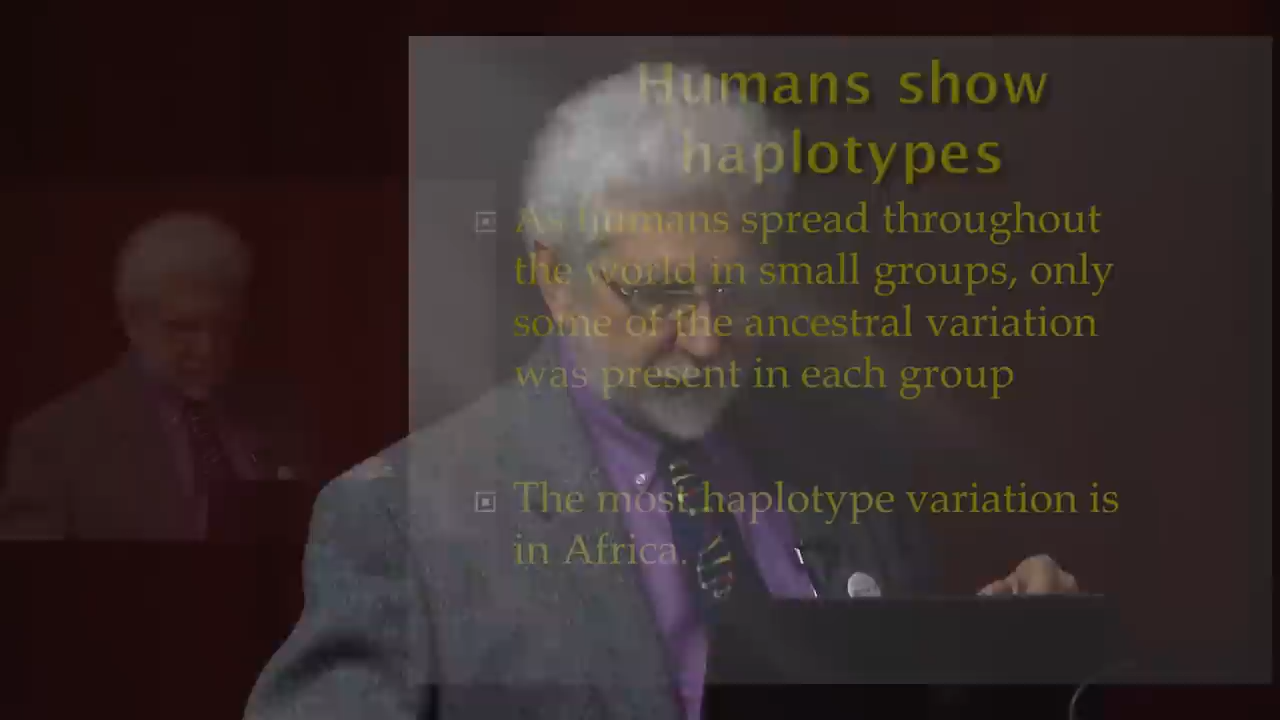 Humans show
haplotypes
As humans spread throughout
the world in small groups, only
some of the ancestral variation
was present in each group
The most haplotype variation is
in Africa.